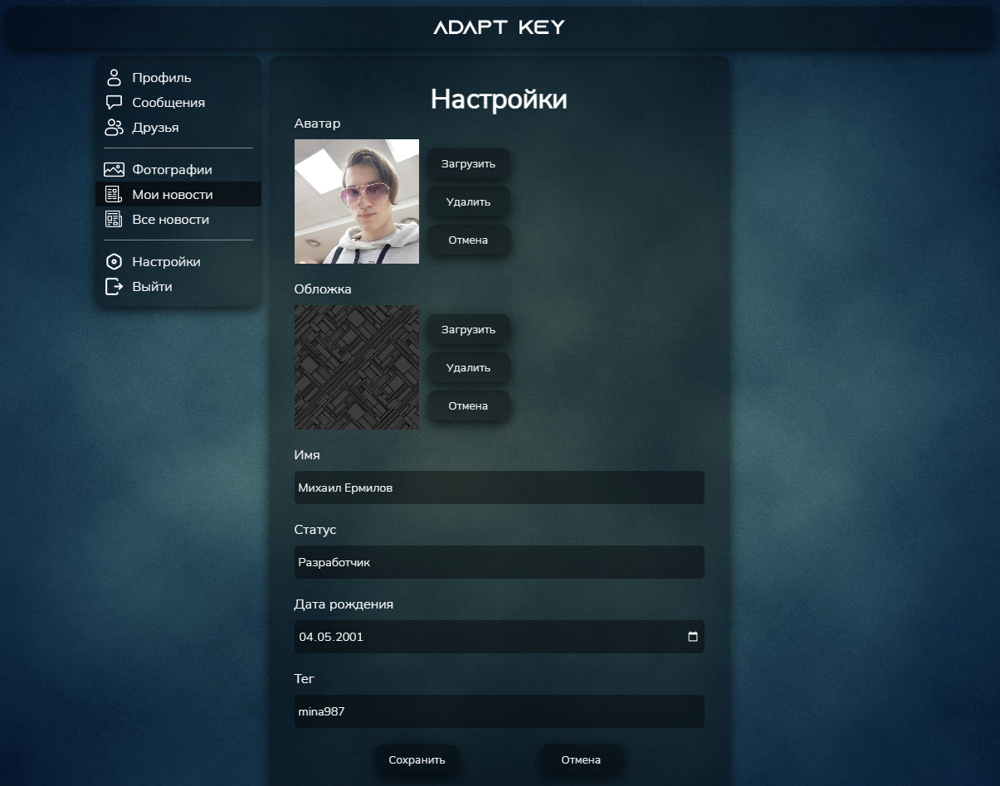 ADAPT KEY
Профиль
Сообщения
Друзья
Фотографии
Мои новости
Все новости
Настройки
Выйти
Настройки
Аватар
Загрузить
Удалить
Отмена
Обложка
Загрузить
Удалить
Отмена
Имя
Михаил Ермилов
Статус
Разработчик
Дата рождения
04.05.2001
Тег
mina987
Сохранить
Отмена